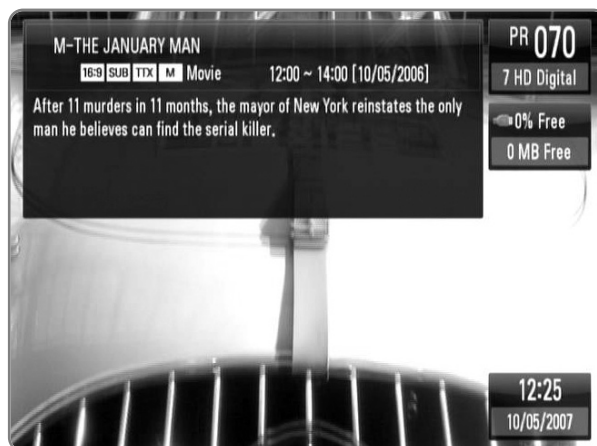 M-THE JANUARY MAN
16:9 SUB TTX M Movie 12:00 ~ 14:00 [10/05/2006]
After 11 murders in 11 months, the mayor of New York reinstates the only
man he believes can find the serial killer.
PR 070
7 HD Digital
0% Free
0 MB Free
12:25
10/05/2007